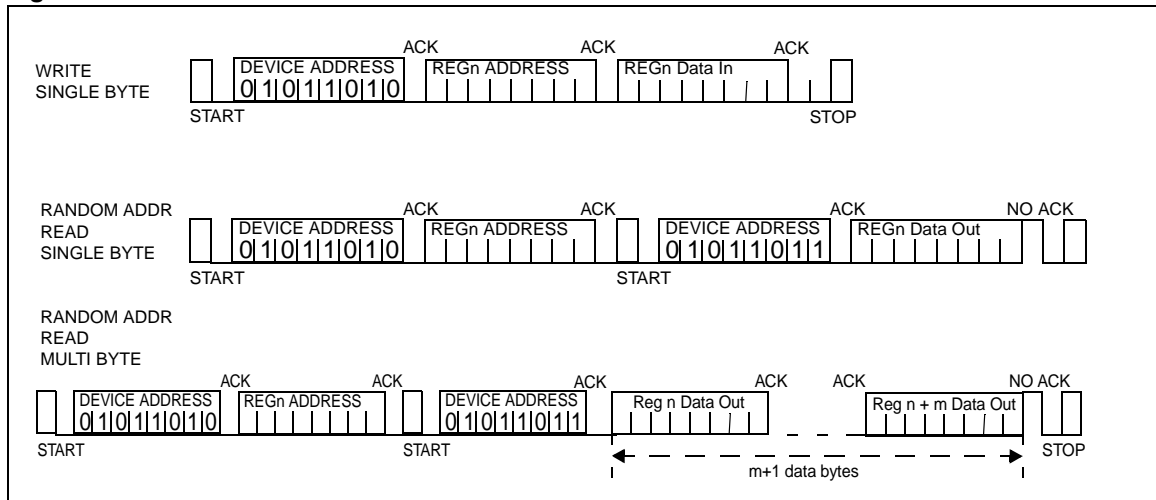 WRITE
SINGLE BYTE
ACK ACK ACK
DEVICE ADDRESS REGn ADDRESS REGn Data In
0 1 0 1 1 0 1 0
START STOP
RANDOM ADDR
READ
SINGLE BYTE
ACK ACK ACK NO ACK
DEVICE ADDRESS REGn ADDRESS DEVICE ADDRESS REGn Data Out
0 1 0 1 1 0 1 0 0 1 0 1 1 0 1 1
START START
RANDOM ADDR
READ
MULTI BYTE
ACK ACK ACK ACK ACK NO ACK
DEVICE ADDRESS REGn ADDRESS DEVICE ADDRESS Reg n Data Out Reg n + m Data Out
0 1 0 1 1 0 1 0 0 1 0 1 1 0 1 1
START START STOP
m+1 data bytes